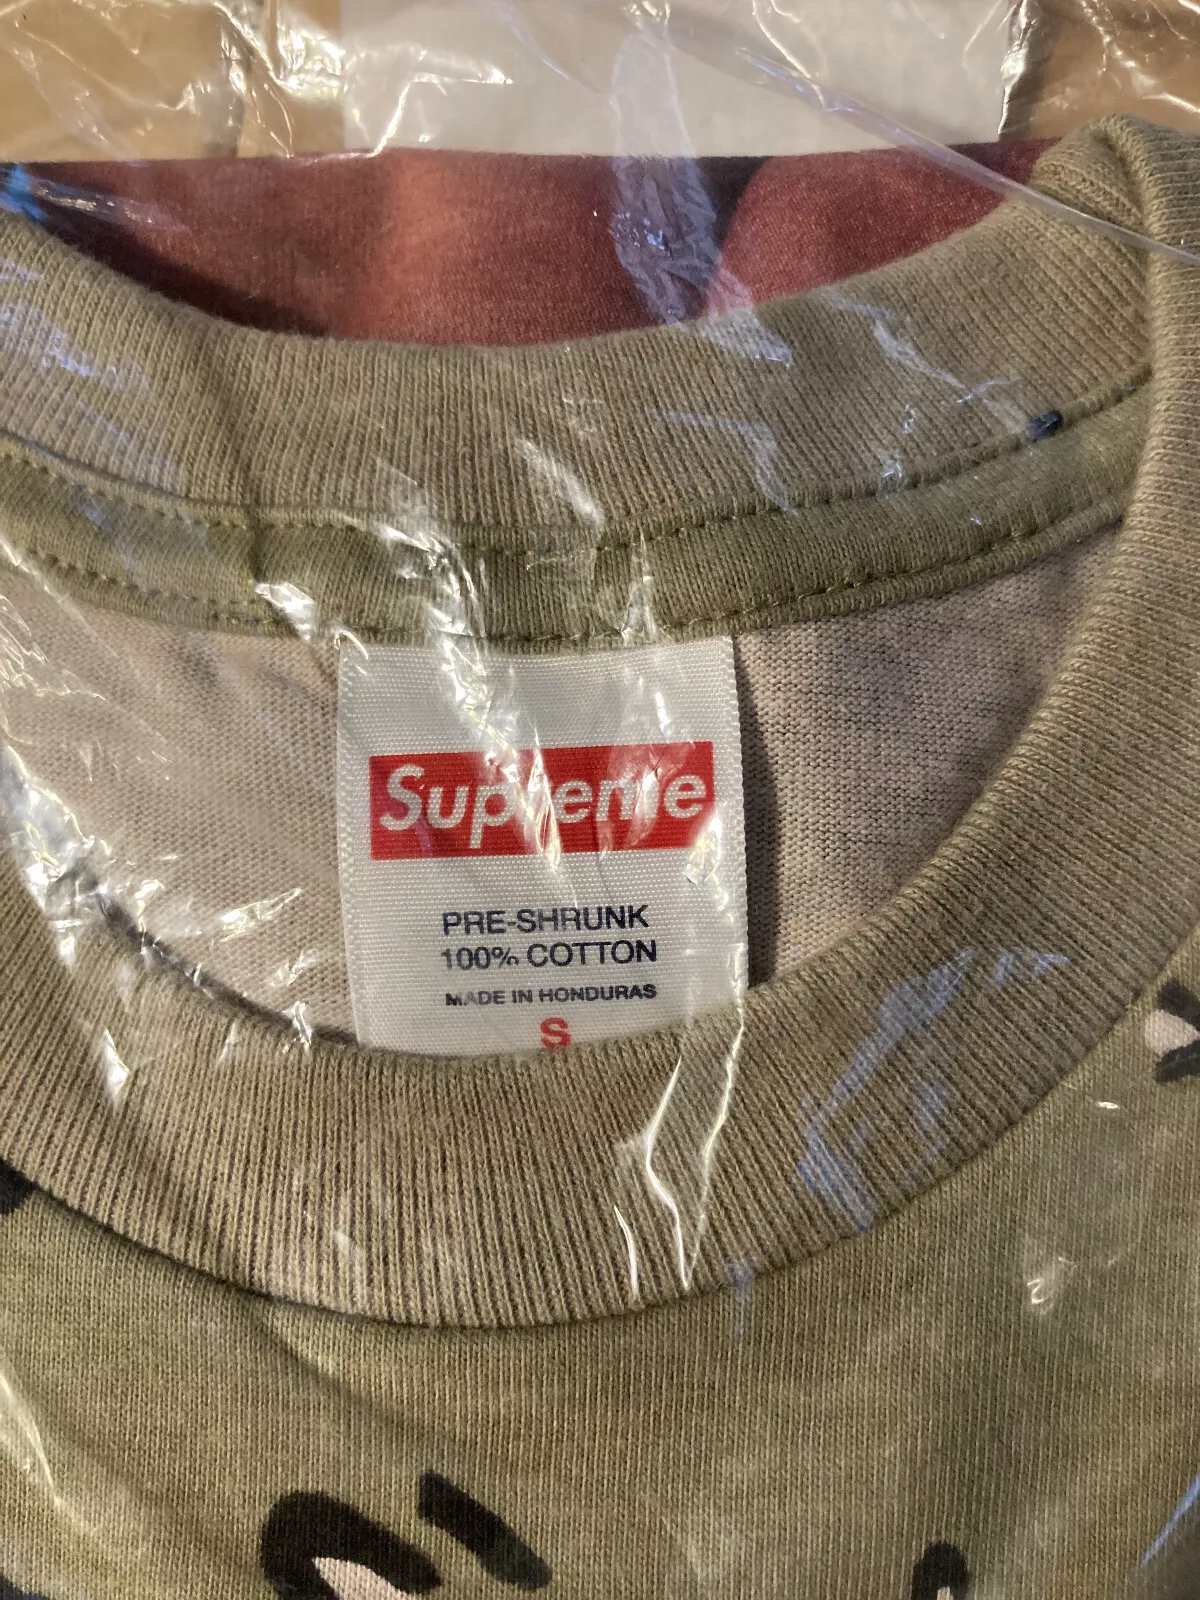 Supreme
PRE-SHRUNK
100% COTTON
MADE IN HONDURAS
S